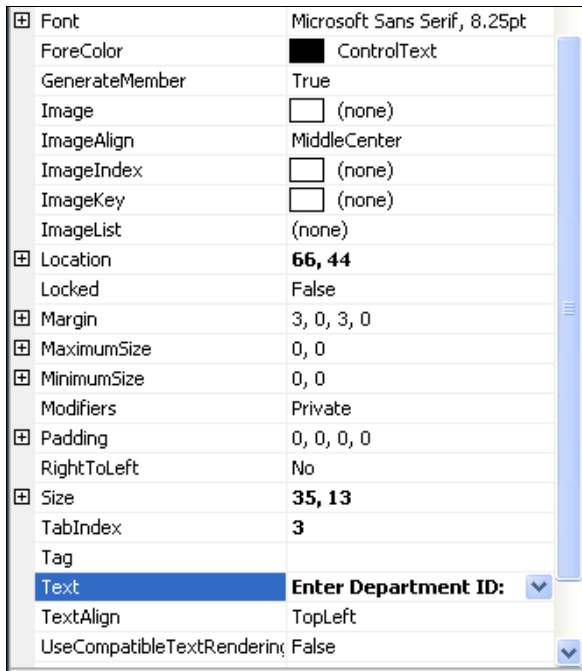 Font Microsoft Sans Serif, 8.25pt
ForeColor ControlText
GenerateMember True
Image (none)
ImageAlign MiddleCenter
ImageIndex (none)
ImageKey (none)
ImageList (none)
Location 66, 44
Locked False
Margin 3, 0, 3, 0
MaximumSize 0, 0
MinimumSize 0, 0
Modifiers Private
Padding 0, 0, 0, 0
RightToLeft No
Size 35, 13
TabIndex 3
Tag
Text Enter Department ID:
TextAlign TopLeft
UseCompatibleTextRendering False